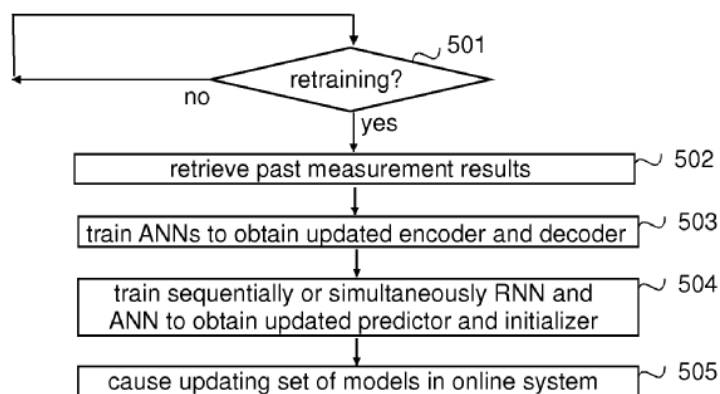 501
retraining?
no
yes
retrieve past measurement results
502
train ANNs to obtain updated encoder and decoder
503
train sequentially or simultaneously RNN and
ANN to obtain updated predictor and initializer
504
cause updating set of models in online system
505